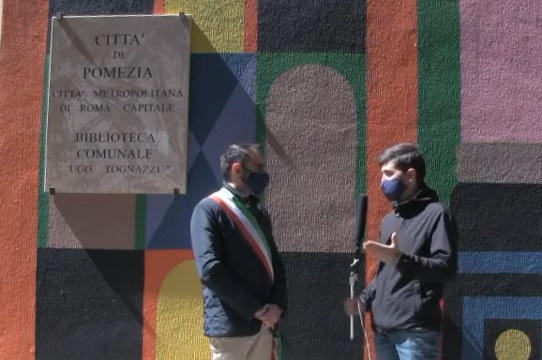 CITTA'
DI
POMEZIA
CITTA' METROPOLITANA
DI ROMA CAPITALE
BIBLIOTECA
COMUNALE
"UGO TOGNAZZI"